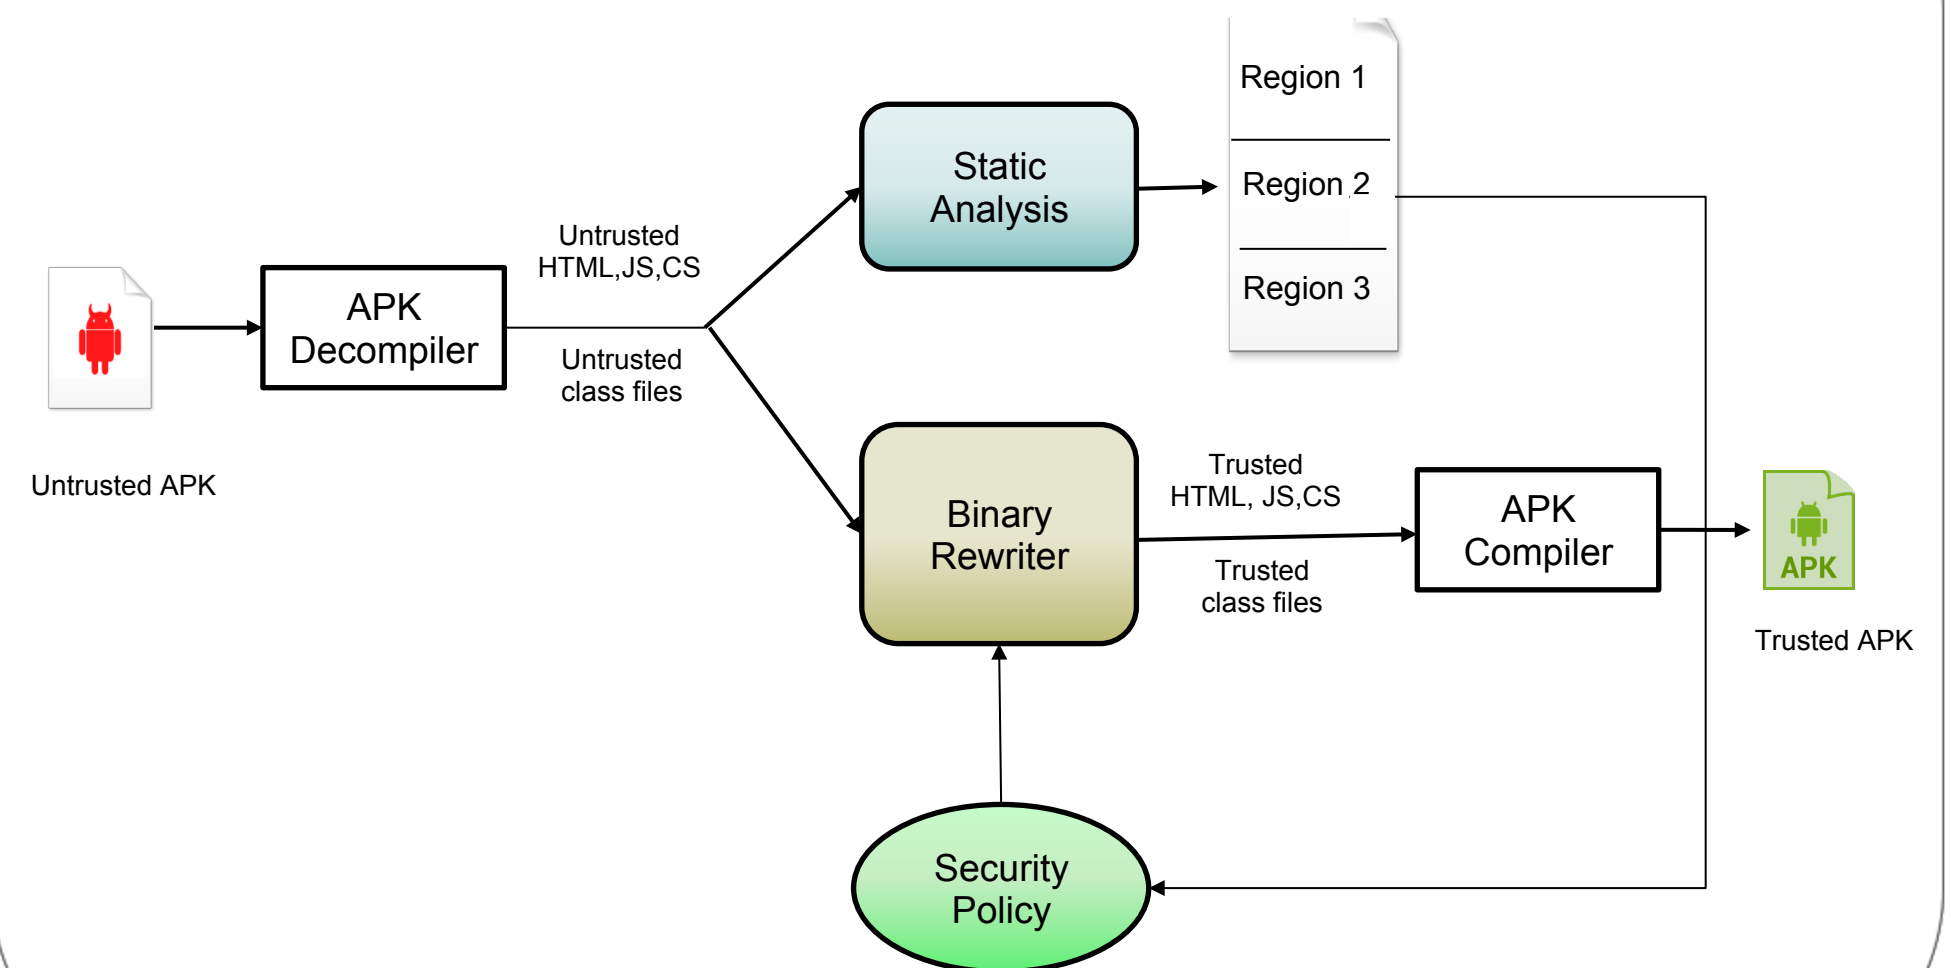 Region 1
Static
Analysis
Region 2
Untrusted
HTML,JS,CS
Region 3
APK
Decompiler
Untrusted
class files
Untrusted APK
Binary
Rewriter
Trusted
HTML, JS,CS
APK
Compiler
Trusted
class files
APK
Trusted APK
Security
Policy